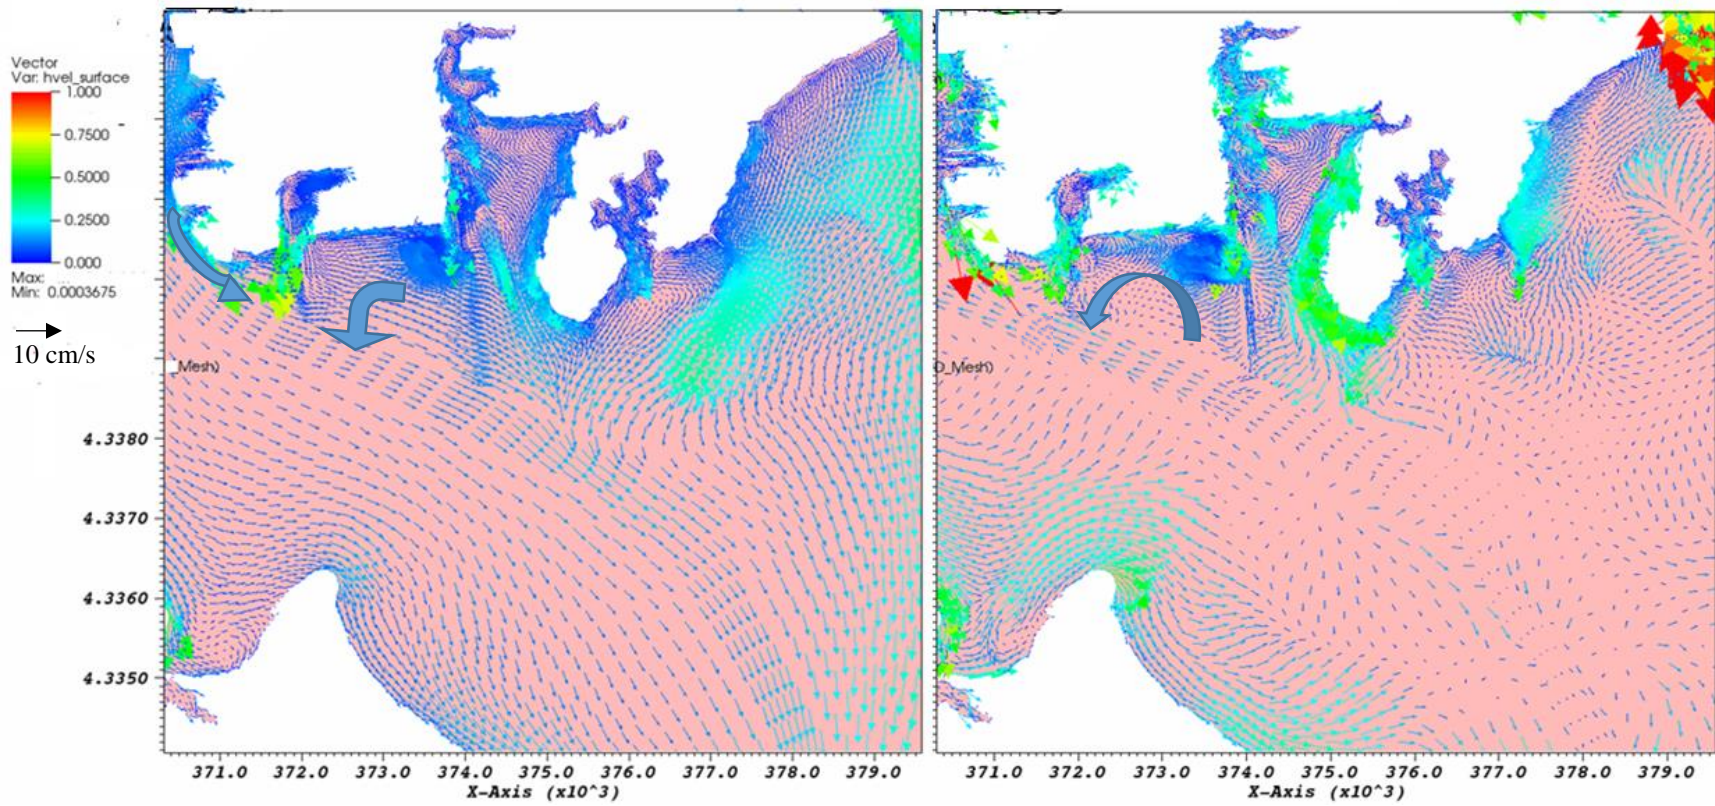 Vector
Var: hvel_surface
1.000
0.7500
0.5000
0.2500
0.000
Max:
Min: 0.0003675
10 cm/s
_Mesh)
D_Mesh)
4.3380
4.3370
4.3360
4.3350
371.0 372.0 373.0 374.0 375.0 376.0 377.0 378.0 379.0
X-Axis (x10^3)
371.0 372.0 373.0 374.0 375.0 376.0 377.0 378.0 379.0
X-Axis (x10^3)